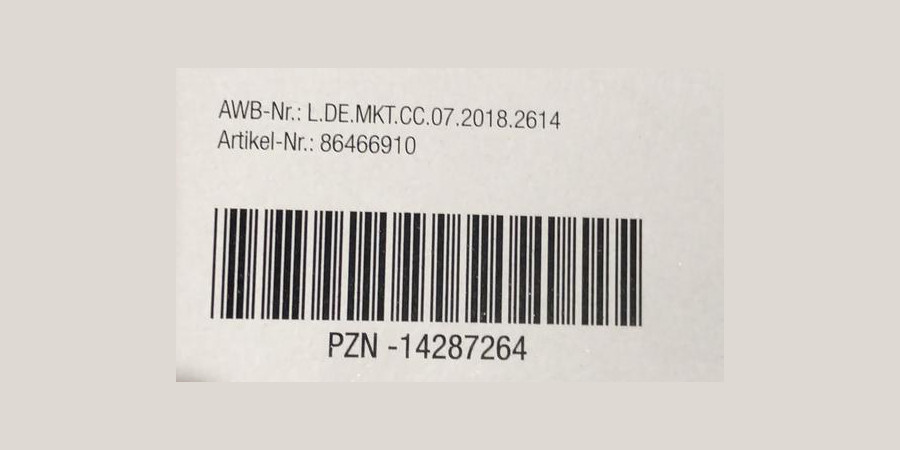 AWB-Nr.: L.DE.MKT.CC.07.2018.2614
Artikel-Nr.: 86466910
PZN -14287264